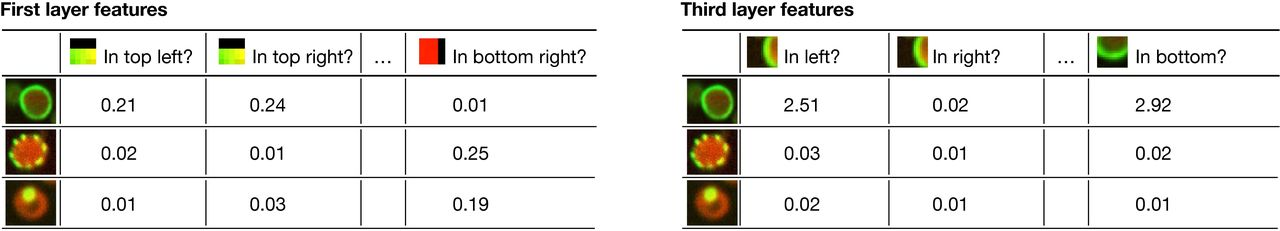 First layer features
In top left? In top right? … In bottom right?
0.21 0.24 0.01
0.02 0.01 0.25
0.01 0.03 0.19
Third layer features
In left? In right? … In bottom?
2.51 0.02 2.92
0.03 0.01 0.02
0.02 0.01 0.01